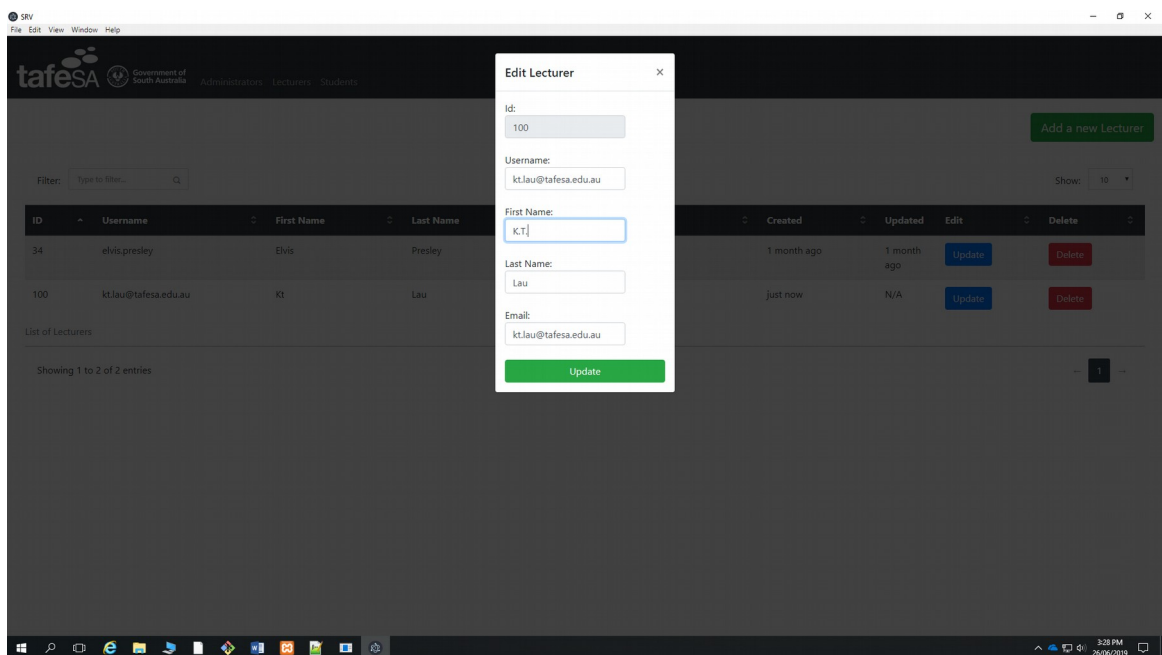 SRV
File Edit View Window Help
tafeSA Government of South Australia Administrators Lecturers Students
Edit Lecturer ×
Id:
100
Username:
kt.lau@tafesa.edu.au
First Name:
K.T.
Last Name:
Lau
Email:
kt.lau@tafesa.edu.au
Update
Add a new Lecturer
Filter: Type to filter... Show: 10
ID Username First Name Last Name Created Updated Edit Delete
34 elvis.presley Elvis Presley 1 month ago 1 month ago Update Delete
100 kt.lau@tafesa.edu.au Kt Lau just now N/A Update Delete
List of Lecturers
Showing 1 to 2 of 2 entries 1
3:28 PM
26/06/2019